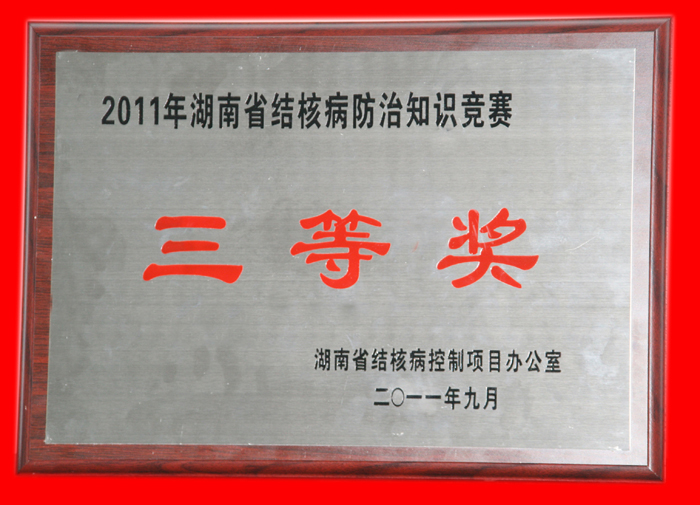 2011年湖南省结核病防治知识竞赛
三等奖
湖南省结核病控制项目办公室
二〇一一年九月